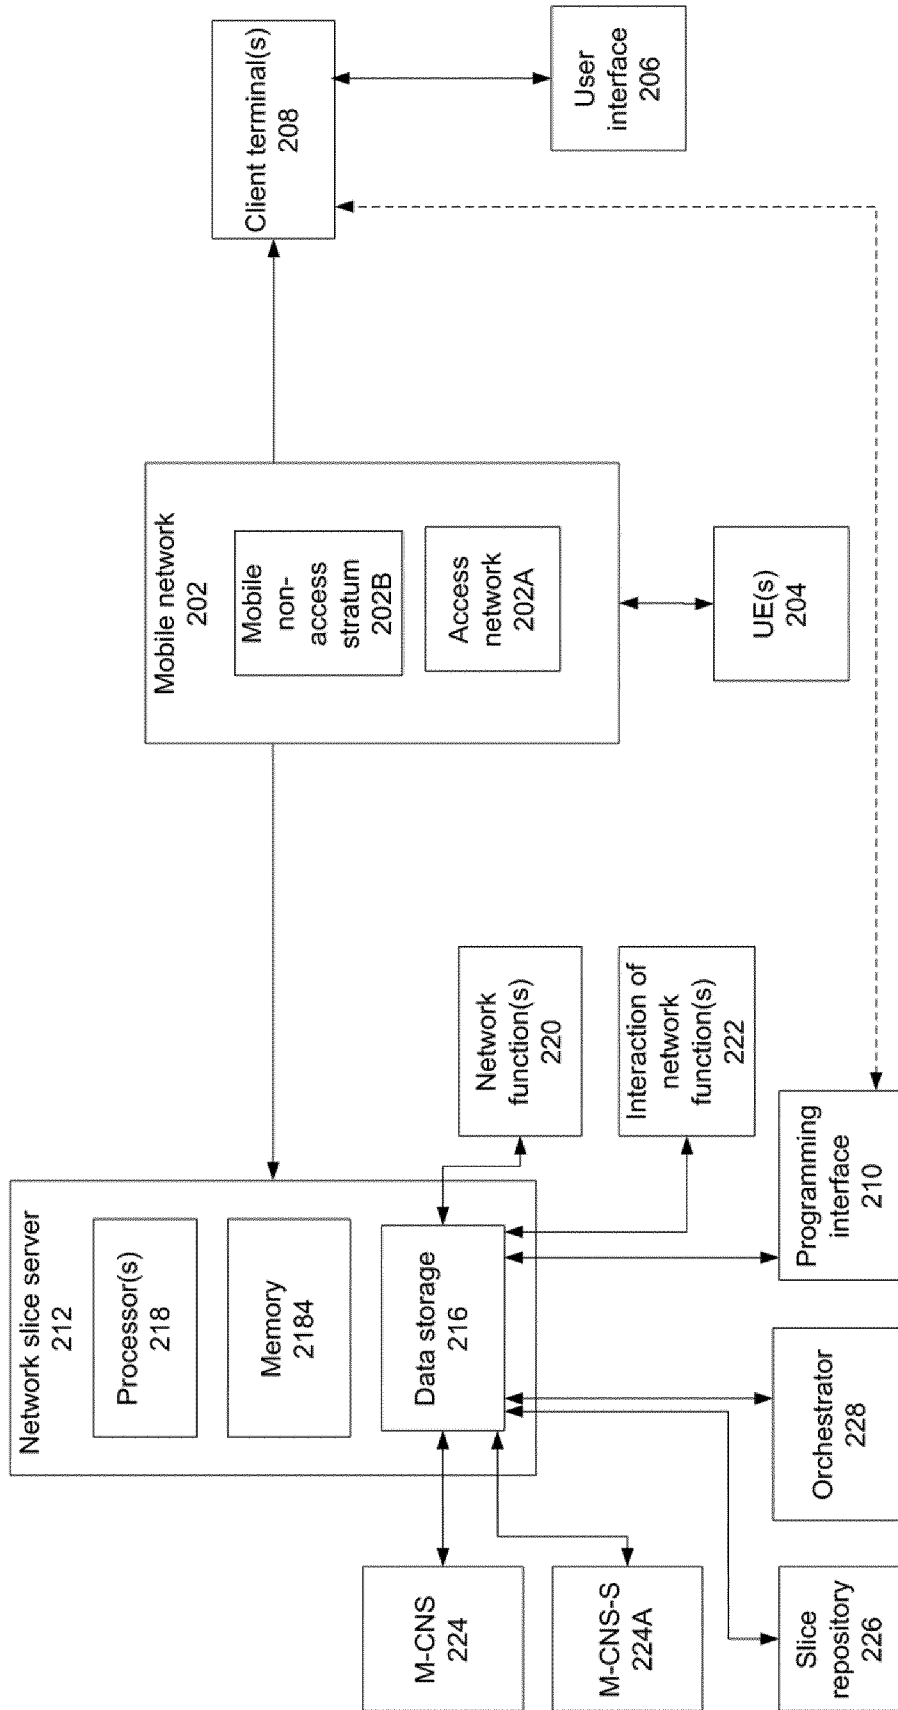 Network slice server
212
Processor(s)
218
Memory
2184
Data storage
216
M-CNS
224
M-CNS-S
224A
Slice
repository
226
Orchestrator
228
Programming
interface
210
Network
function(s)
220
Interaction of
network
function(s)
222
Mobile network
202
Mobile
non-
access
stratum
202B
Access
network
202A
UE(s)
204
Client terminal(s)
208
User
interface
206